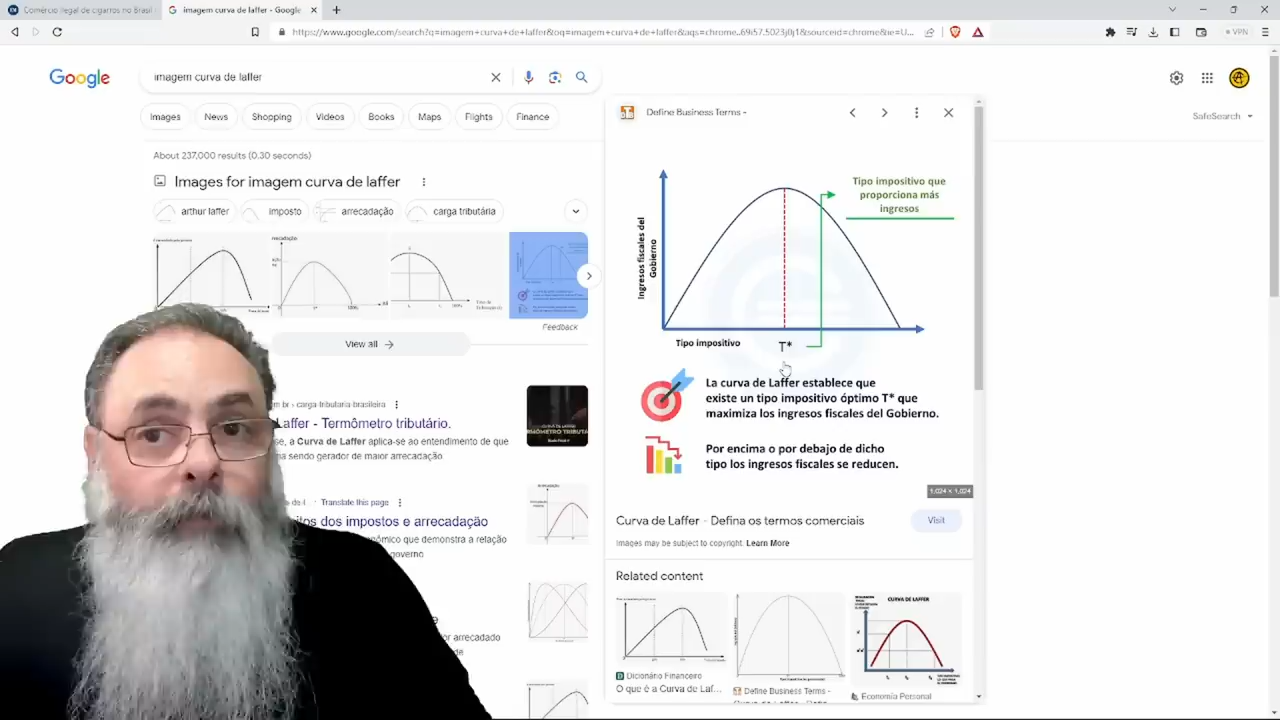 Comércio ilegal de cigarros no Brasil
imagem curva de laffer - Google
https://www.google.com/search?q=imagem+curva+de+laffer&oq=imagem+curva+de+laffer&aqs=chrome..69i57.5023j0j1&sourceid=chrome&ie=U...
VPN
Google
imagem curva de laffer
Images
News
Shopping
Videos
Books
Maps
Flights
Finance
SafeSearch
About 237,000 results (0.30 seconds)
Images for imagem curva de laffer
arthur laffer
imposto
arrecadação
carga tributária
Feedback
View all
carga-tributaria-brasileira
Laffer - Termômetro tributário.
e, a Curva de Laffer aplica-se ao entendimento de que
ma sendo gerador de maior arrecadação
Translate this page
itos dos impostos e arrecadação
nômico que demonstra a relação
governo
arrecadado
Define Business Terms -
Ingresos fiscales del
Gobierno
Tipo impositivo que
proporciona más
ingresos
Tipo impositivo
T*
La curva de Laffer establece que
existe un tipo impositivo óptimo T* que
maximiza los ingresos fiscales del Gobierno.
Por encima o por debajo de dicho
tipo los ingresos fiscales se reducen.
1,024 × 1,024
Curva de Laffer - Defina os termos comerciais
Visit
Images may be subject to copyright. Learn More
Related content
CURVA DE LAFFER
Dicionário Financeiro
O que é a Curva de Laf...
Define Business Terms -
Economia Personal